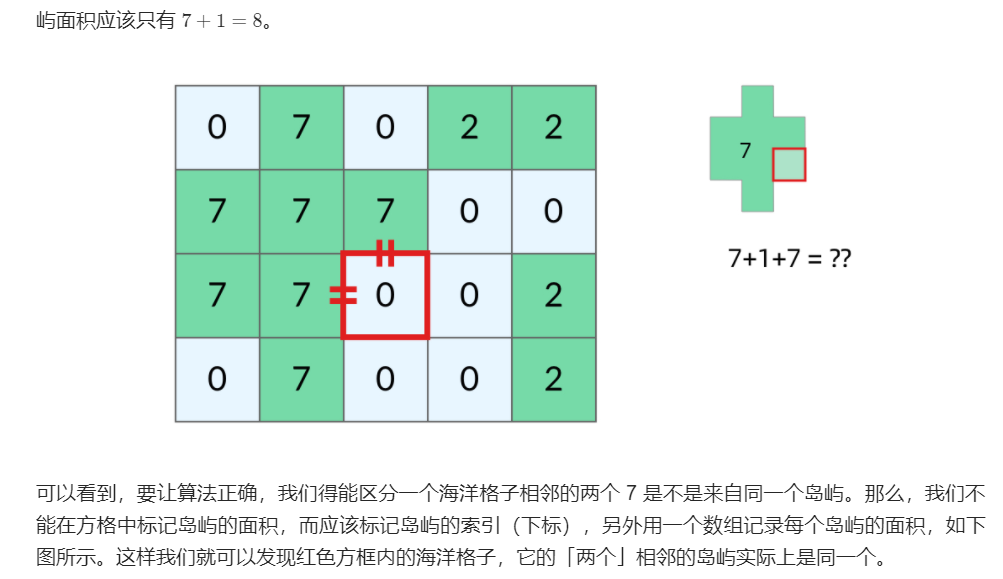 屿面积应该只有 7 + 1 = 8。
0 7 0 2 2
7 7 7 0 0
7 7 0 0 2
0 7 0 0 2
7
7+1+7 = ??
可以看到，要让算法正确，我们得能区分一个海洋格子相邻的两个 7 是不是来自同一个岛屿。那么，我们不
能在方格中标记岛屿的面积，而应该标记岛屿的索引（下标），另外用一个数组记录每个岛屿的面积，如下
图所示。这样我们就可以发现红色方框内的海洋格子，它的「两个」相邻的岛屿实际上是同一个。